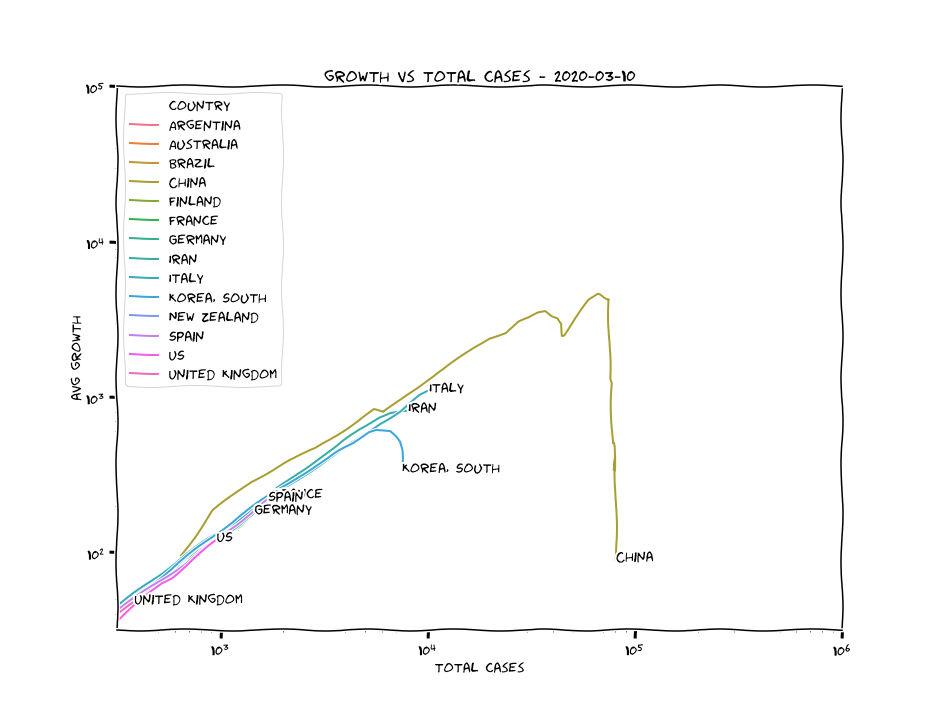 GROWTH VS TOTAL CASES - 2020-03-10
10⁵
COUNTRY
ARGENTINA
AUSTRALIA
BRAZIL
CHINA
FINLAND
FRANCE
GERMANY
IRAN
ITALY
KOREA, SOUTH
NEW ZEALAND
SPAIN
US
UNITED KINGDOM
10⁴
AVG GROWTH
10³
ITALY
IRAN
KOREA, SOUTH
SPAIN
GERMANY
US
10²
CHINA
UNITED KINGDOM
10³
10⁴
10⁵
10⁶
TOTAL CASES